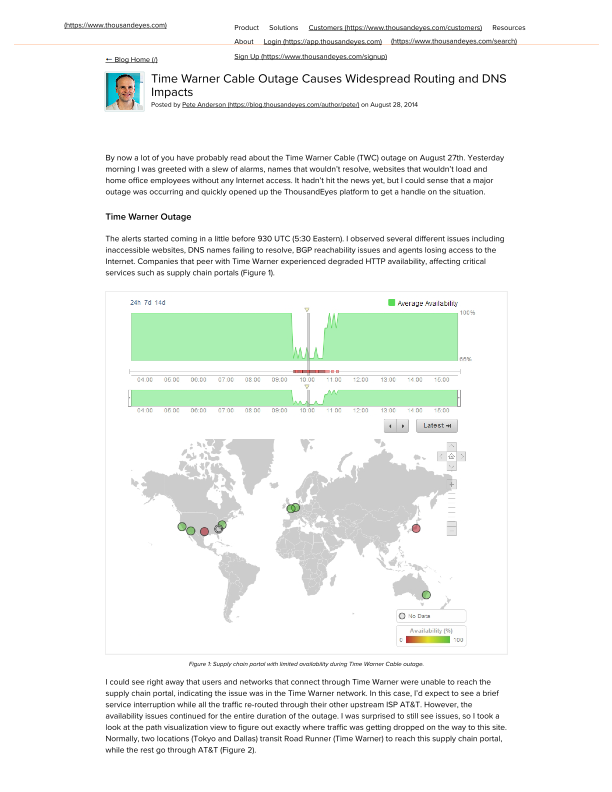 (https://www.thousandeyes.com)
Product Solutions Customers (https://www.thousandeyes.com/customers) Resources
About Login (https://app.thousandeyes.com) (https://www.thousandeyes.com/search)
← Blog Home (/)
Sign Up (https://www.thousandeyes.com/signup)
Time Warner Cable Outage Causes Widespread Routing and DNS
Impacts
Posted by Pete Anderson (https://blog.thousandeyes.com/author/pete/) on August 28, 2014
By now a lot of you have probably read about the Time Warner Cable (TWC) outage on August 27th. Yesterday
morning I was greeted with a slew of alarms, names that wouldn't resolve, websites that wouldn't load and
home office employees without any Internet access. It hadn't hit the news yet, but I could sense that a major
outage was occurring and quickly opened up the ThousandEyes platform to get a handle on the situation.
Time Warner Outage
The alerts started coming in a little before 930 UTC (5:30 Eastern). I observed several different issues including
inaccessible websites, DNS names failing to resolve, BGP reachability issues and agents losing access to the
Internet. Companies that peer with Time Warner experienced degraded HTTP availability, affecting critical
services such as supply chain portals (Figure 1).
24h 7d 14d
Average Availability
100%
66%
04:00 05:00 06:00 07:00 08:00 09:00 10:00 11:00 12:00 13:00 14:00 15:00
04:00 05:00 06:00 07:00 08:00 09:00 10:00 11:00 12:00 13:00 14:00 15:00
Latest
No Data
Availability (%)
0 100
Figure 1: Supply chain portal with limited availability during Time Warner Cable outage.
I could see right away that users and networks that connect through Time Warner were unable to reach the
supply chain portal, indicating the issue was in the Time Warner network. In this case, I'd expect to see a brief
service interruption while all the traffic re-routed through their other upstream ISP AT&T. However, the
availability issues continued for the entire duration of the outage. I was surprised to still see issues, so I took a
look at the path visualization view to figure out exactly where traffic was getting dropped on the way to this site.
Normally, two locations (Tokyo and Dallas) transit Road Runner (Time Warner) to reach this supply chain portal,
while the rest go through AT&T (Figure 2).